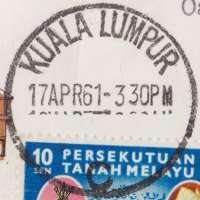 KUALA LUMPUR
17APR61-330PM
10 SEN PERSEKUTUAN
TANAH MELAYU